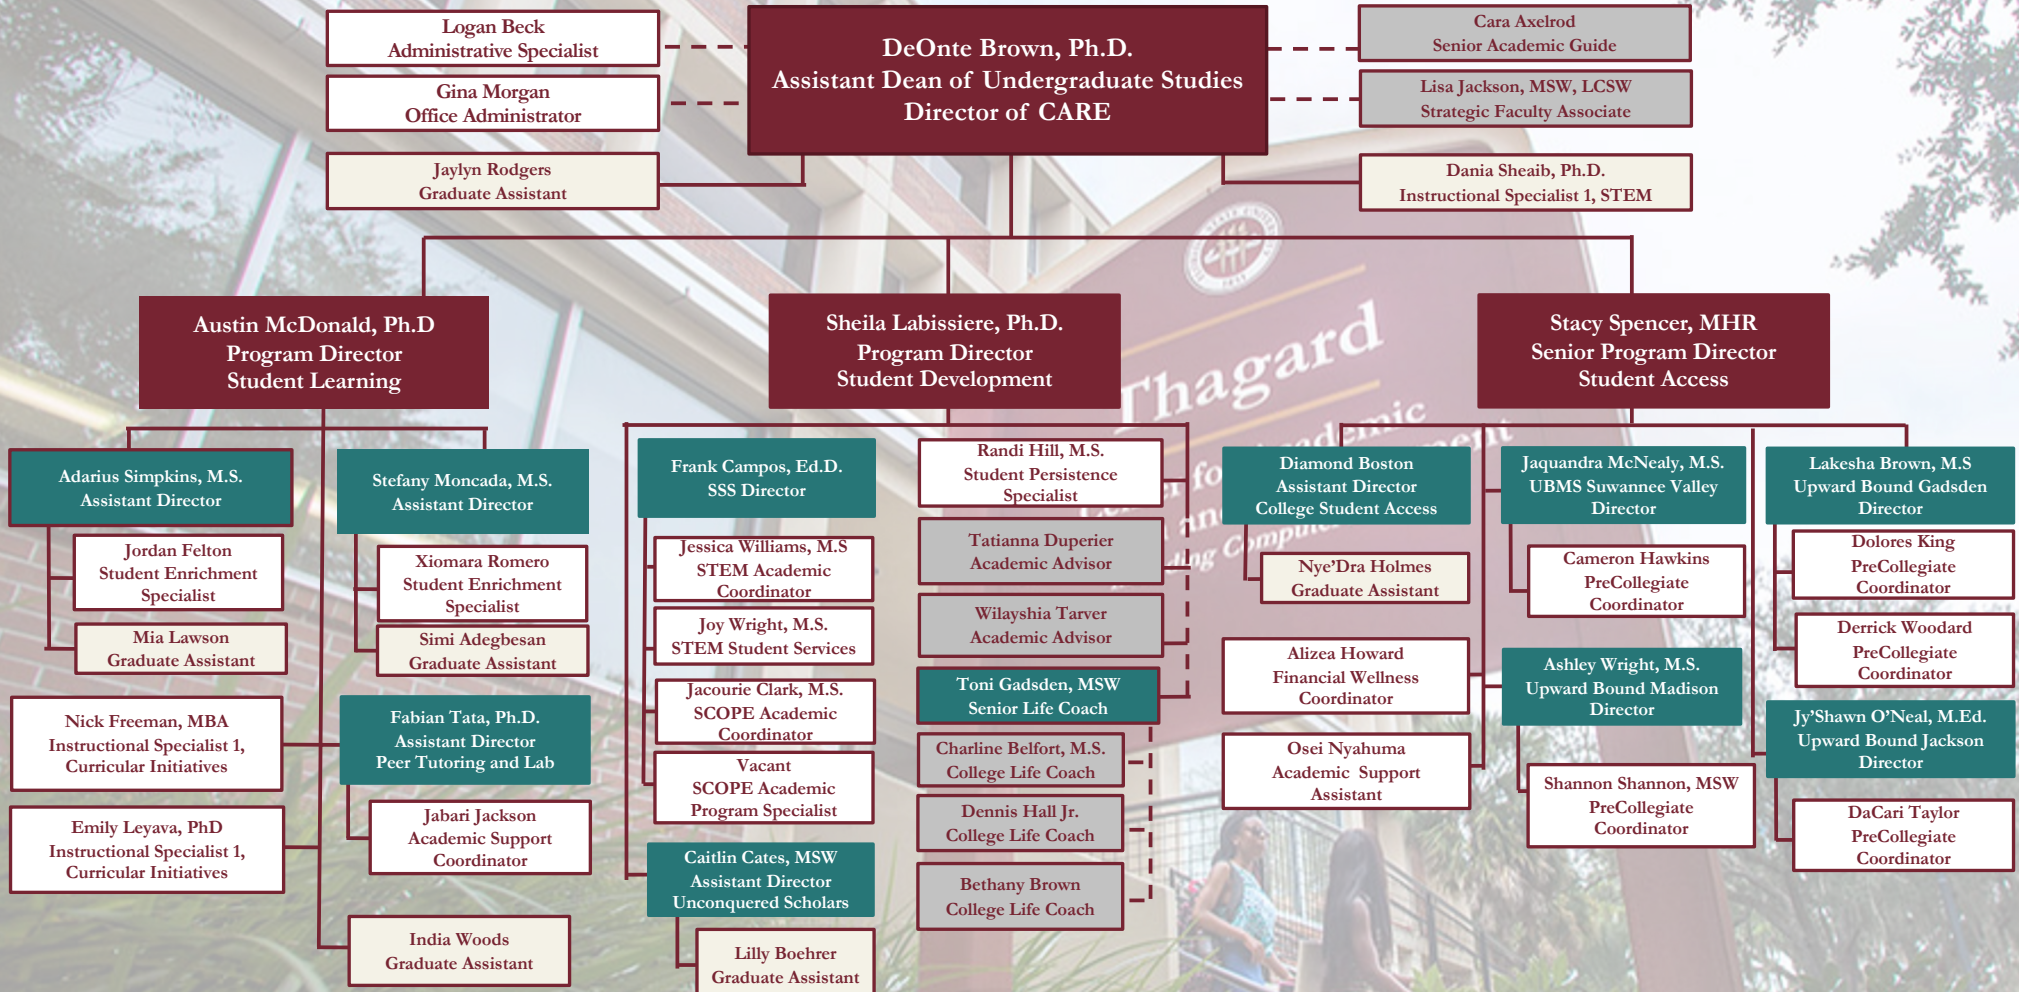 Logan Beck
Administrative Specialist
Gina Morgan
Office Administrator
Jaylyn Rodgers
Graduate Assistant
DeOnte Brown, Ph.D.
Assistant Dean of Undergraduate Studies
Director of CARE
Cara Axelrod
Senior Academic Guide
Lisa Jackson, MSW, LCSW
Strategic Faculty Associate
Dania Sheaib, Ph.D.
Instructional Specialist 1, STEM
Austin McDonald, Ph.D
Program Director
Student Learning
Adarius Simpkins, M.S.
Assistant Director
Jordan Felton
Student Enrichment
Specialist
Mia Lawson
Graduate Assistant
Nick Freeman, MBA
Instructional Specialist 1,
Curricular Initiatives
Emily Leyava, PhD
Instructional Specialist 1,
Curricular Initiatives
Stefany Moncada, M.S.
Assistant Director
Xiomara Romero
Student Enrichment
Specialist
Simi Adegbesan
Graduate Assistant
Fabian Tata, Ph.D.
Assistant Director
Peer Tutoring and Lab
Jabari Jackson
Academic Support
Coordinator
India Woods
Graduate Assistant
Sheila Labissiere, Ph.D.
Program Director
Student Development
Frank Campos, Ed.D.
SSS Director
Jessica Williams, M.S
STEM Academic
Coordinator
Joy Wright, M.S.
STEM Student Services
Jacourie Clark, M.S.
SCOPE Academic
Coordinator
Vacant
SCOPE Academic
Program Specialist
Caitlin Cates, MSW
Assistant Director
Unconquered Scholars
Lilly Boehrer
Graduate Assistant
Randi Hill, M.S.
Student Persistence
Specialist
Tatianna Duperier
Academic Advisor
Wilayshia Tarver
Academic Advisor
Toni Gadsden, MSW
Senior Life Coach
Charline Belfort, M.S.
College Life Coach
Dennis Hall Jr.
College Life Coach
Bethany Brown
College Life Coach
Stacy Spencer, MHR
Senior Program Director
Student Access
Diamond Boston
Assistant Director
College Student Access
Nye’Dra Holmes
Graduate Assistant
Alizea Howard
Financial Wellness
Coordinator
Osei Nyahuma
Academic Support
Assistant
Jaquandra McNealy, M.S.
UBMS Suwannee Valley
Director
Cameron Hawkins
PreCollegiate
Coordinator
Ashley Wright, M.S.
Upward Bound Madison
Director
Shannon Shannon, MSW
PreCollegiate
Coordinator
Lakesha Brown, M.S
Upward Bound Gadsden
Director
Dolores King
PreCollegiate
Coordinator
Derrick Woodard
PreCollegiate
Coordinator
Jy’Shawn O’Neal, M.Ed.
Upward Bound Jackson
Director
DaCari Taylor
PreCollegiate
Coordinator
Thagard